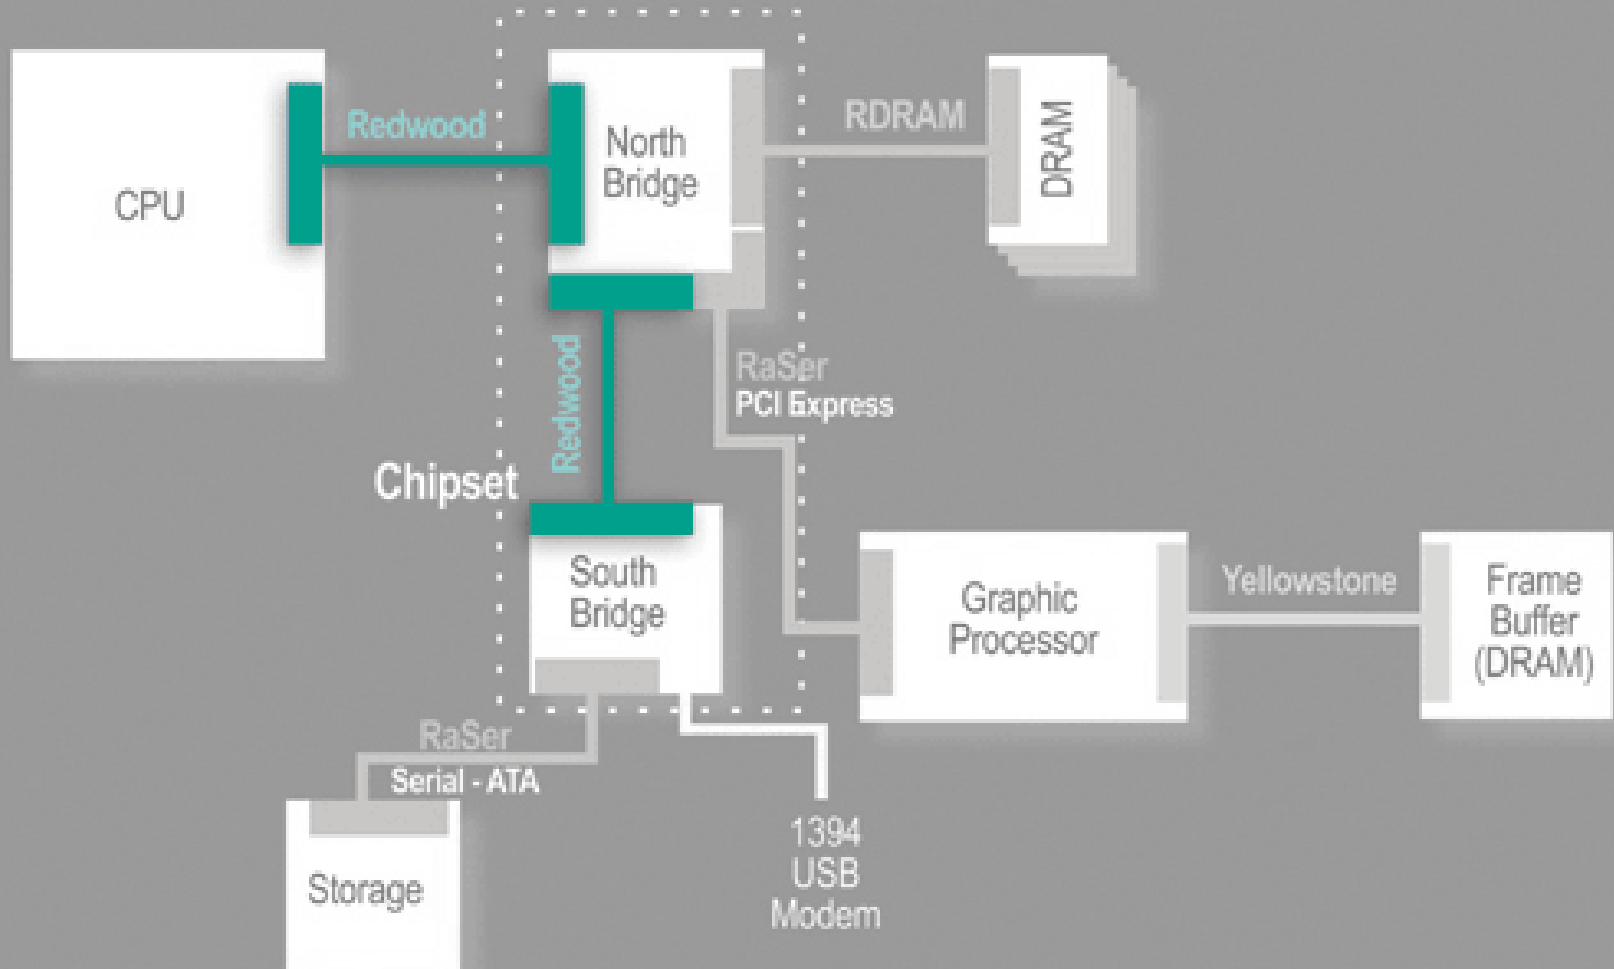 Redwood
RDRAM
CPU
North
Bridge
DRAM
Redwood
RaSer
PCI Express
Chipset
South
Bridge
Graphic
Processor
Yellowstone
Frame
Buffer
(DRAM)
RaSer
Serial - ATA
Storage
1394
USB
Modem